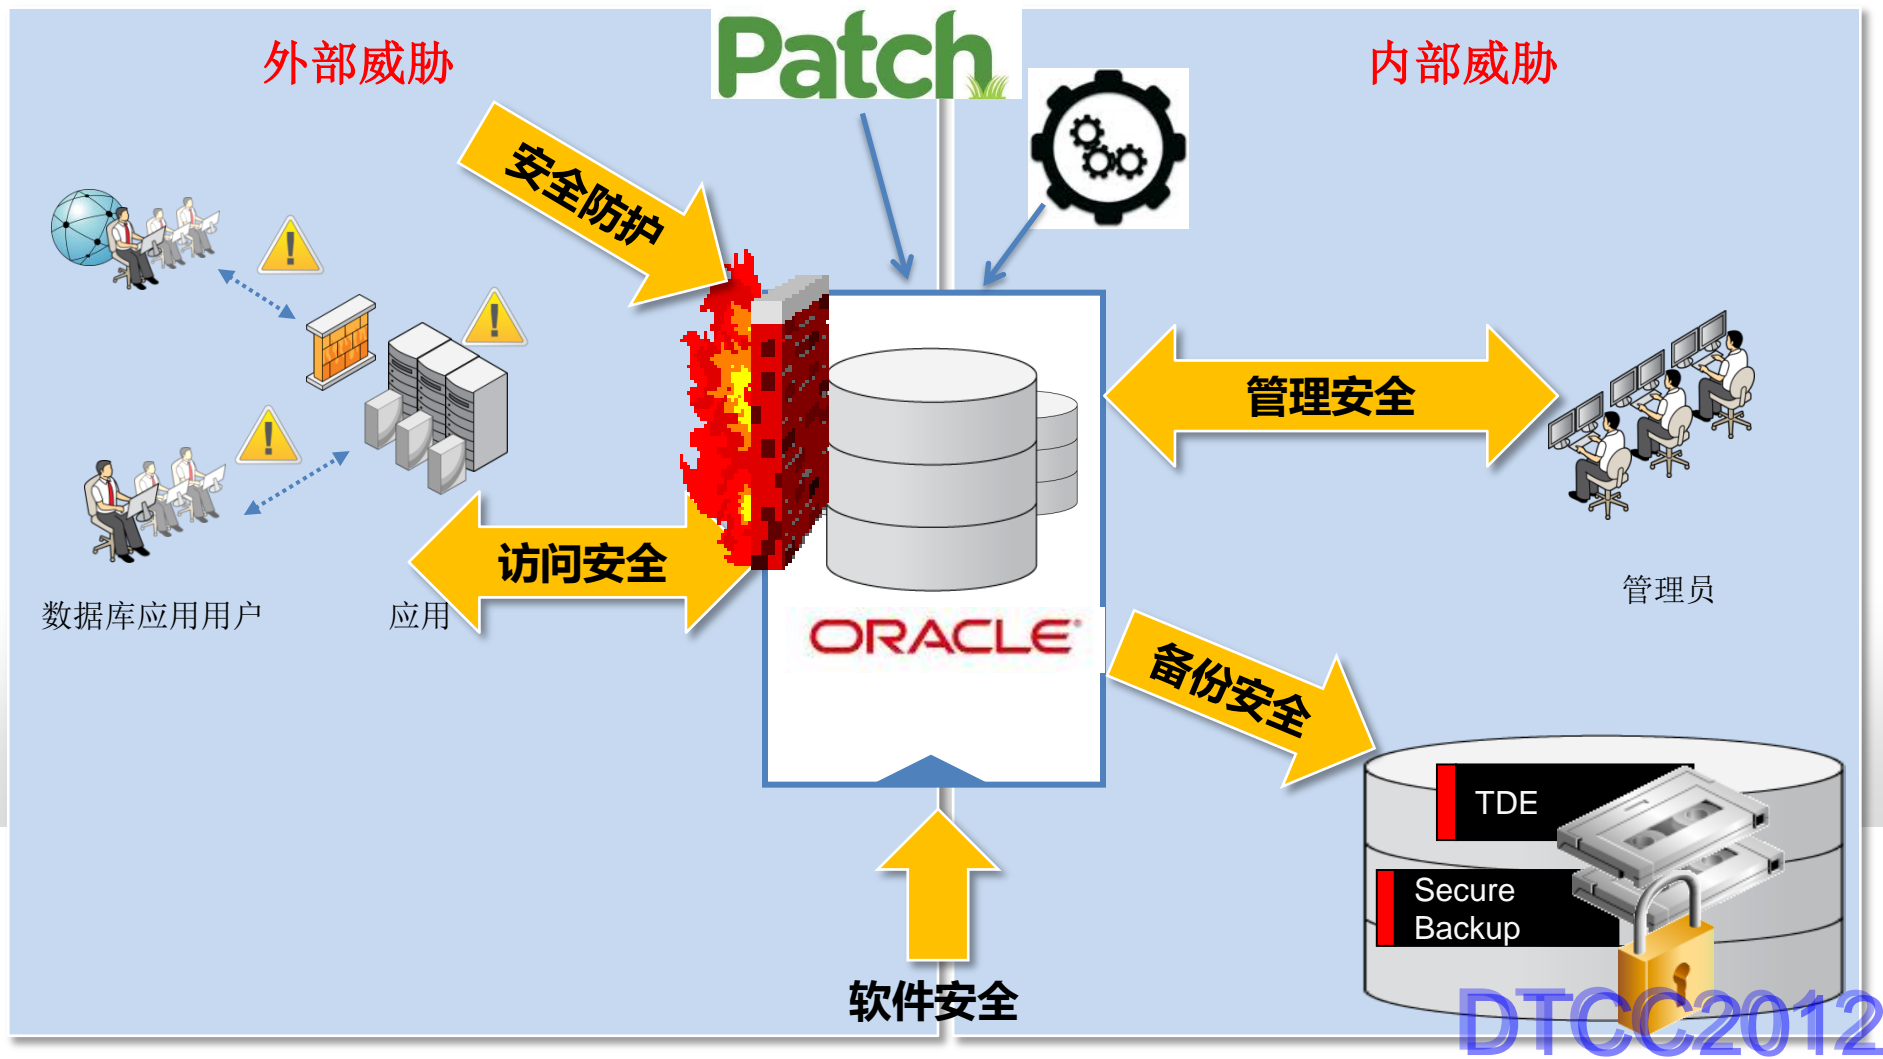 外部威胁
Patch
内部威胁
安全防护
管理安全
访问安全
数据库应用用户
应用
管理员
ORACLE®
备份安全
TDE
Secure
Backup
软件安全
DTCC2012